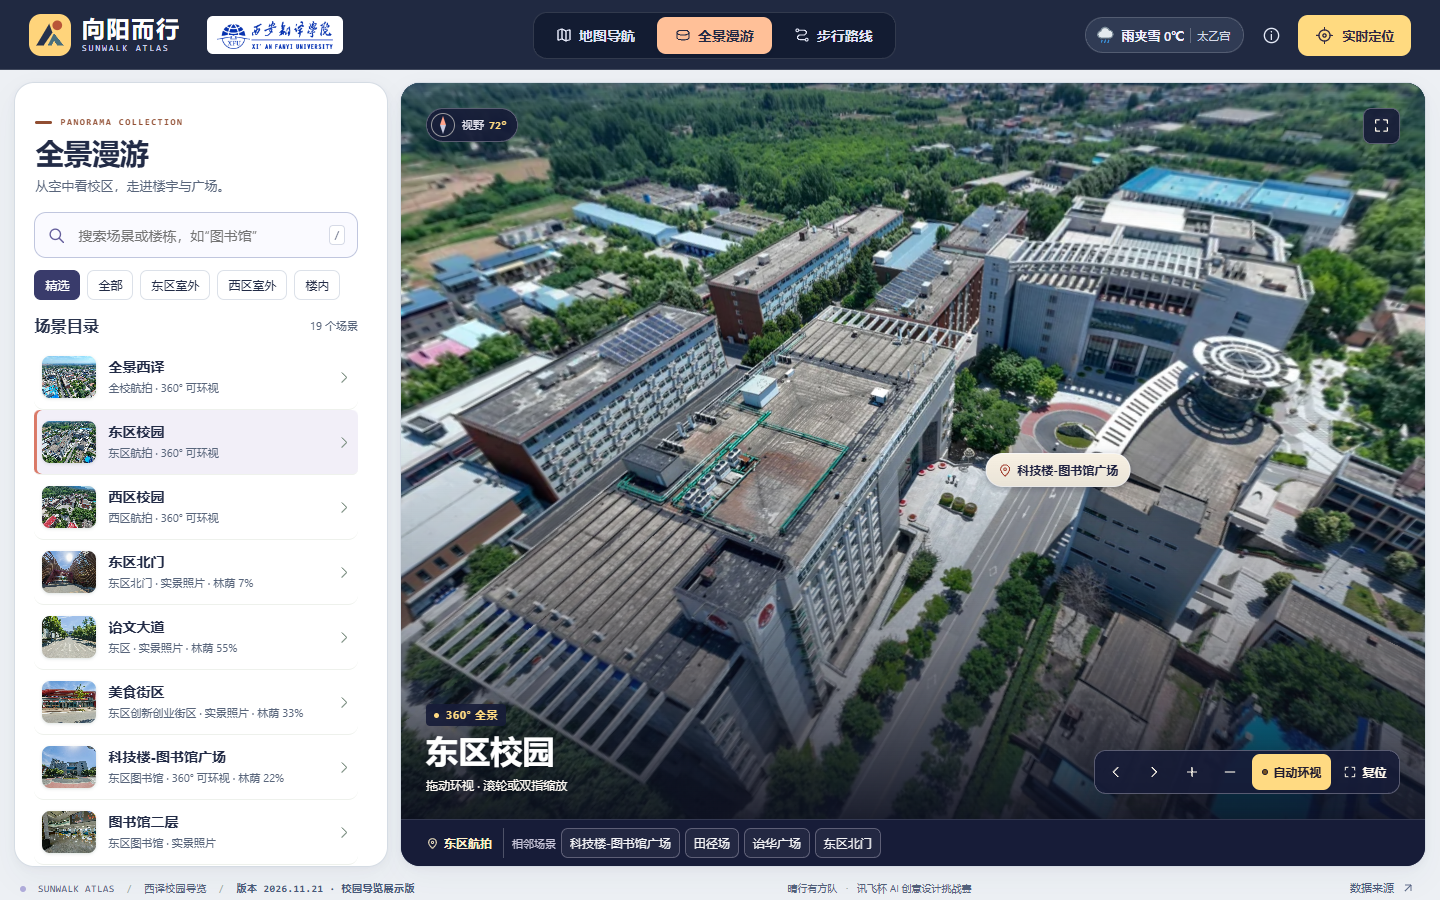 向阳而行
SUNWALK ATLAS
西安翻译学院
XFU
XI' AN FANYI UNIVERSITY
地图导航
全景漫游
步行路线
雨夹雪 0℃
太乙宫
实时定位
PANORAMA COLLECTION
全景漫游
从空中看校区，走进楼宇与广场。
搜索场景或楼栋，如“图书馆”
/
精选
全部
东区室外
西区室外
楼内
场景目录
19 个场景
全景西译
全校航拍 · 360° 可环视
东区校园
东区航拍 · 360° 可环视
西区校园
西区航拍 · 360° 可环视
东区北门
东区北门 · 实景照片 · 林荫 7%
诒文大道
东区 · 实景照片 · 林荫 55%
美食街区
东区创新创业街区 · 实景照片 · 林荫 33%
科技楼-图书馆广场
东区图书馆 · 360° 可环视 · 林荫 22%
图书馆二层
东区图书馆 · 实景照片
视野 72°
科技楼-图书馆广场
360° 全景
东区校园
拖动环视 · 滚轮或双指缩放
自动环视
复位
东区航拍
相邻场景
科技楼-图书馆广场
田径场
诒华广场
东区北门
SUNWALK ATLAS / 西译校园导览 / 版本 2026.11.21 · 校园导览展示版
晴行有方队 · 讯飞杯 AI 创意设计挑战赛
数据来源